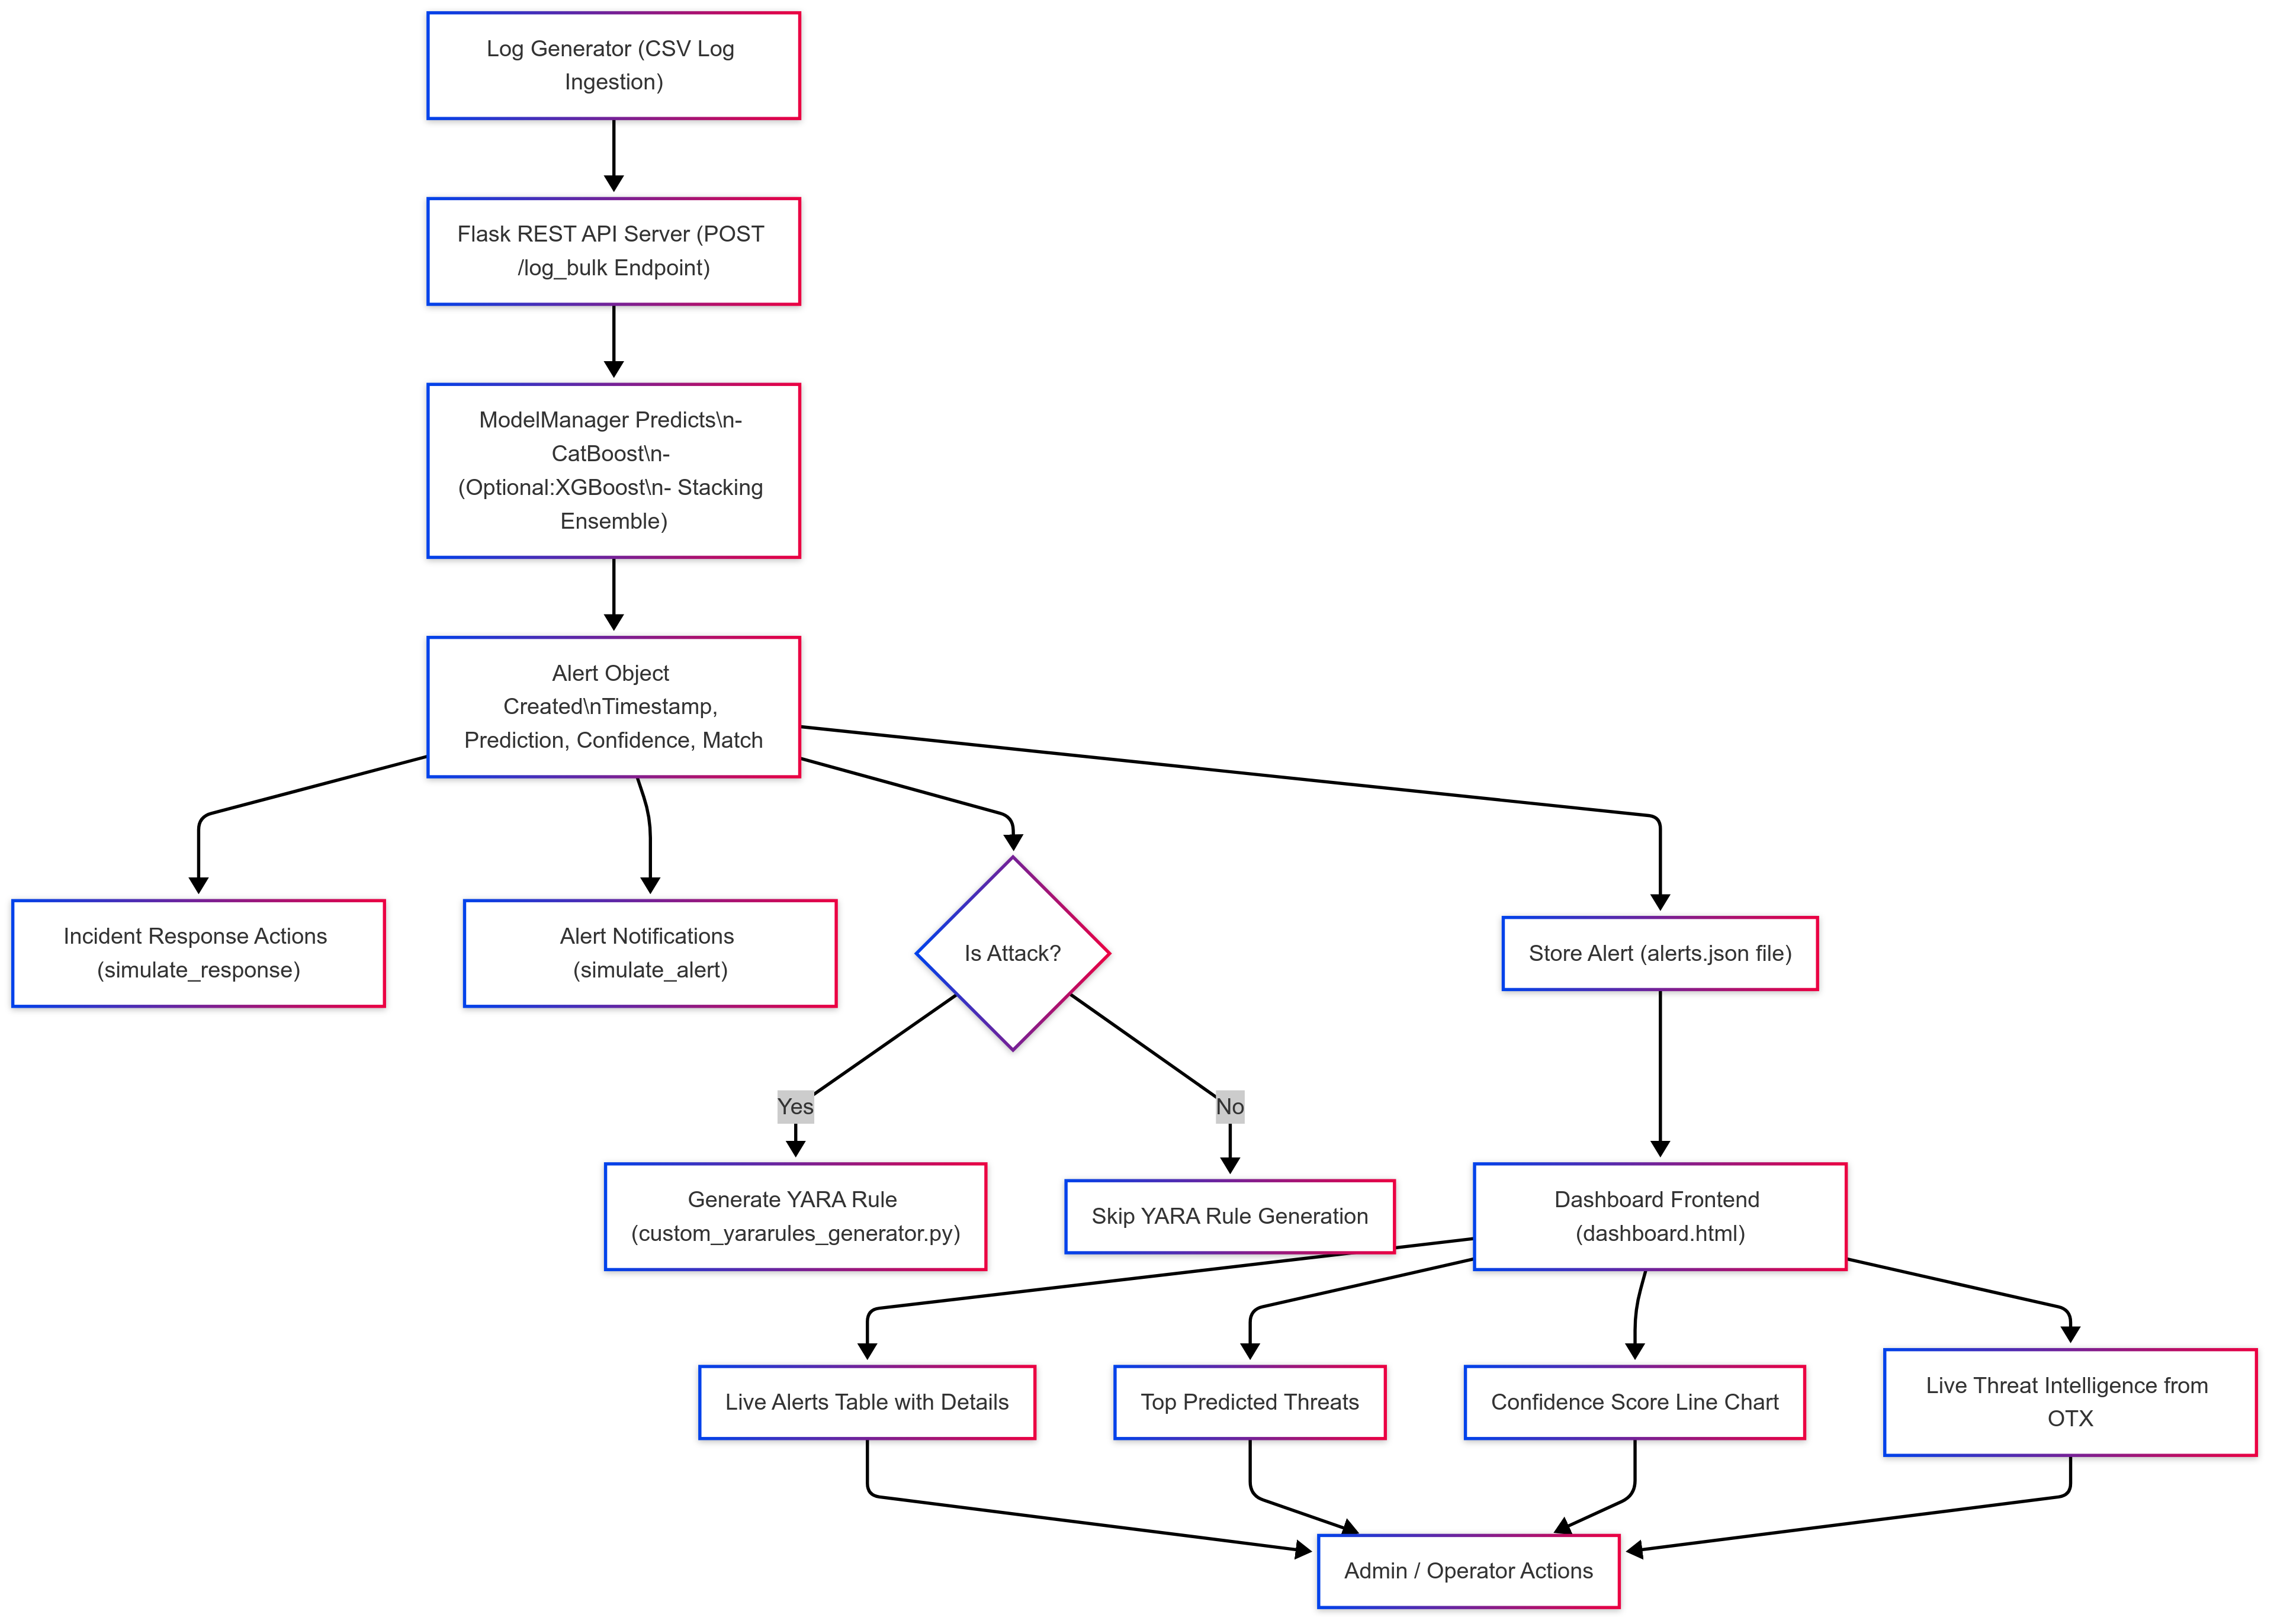 Log Generator (CSV Log
Ingestion)
Flask REST API Server (POST
/log_bulk Endpoint)
ModelManager Predicts\n-
CatBoost\n-
(Optional:XGBoost\n- Stacking
Ensemble)
Alert Object
Created\nTimestamp,
Prediction, Confidence, Match
Incident Response Actions
(simulate_response)
Alert Notifications
(simulate_alert)
Is Attack?
Store Alert (alerts.json file)
Yes
No
Generate YARA Rule
(custom_yararules_generator.py)
Skip YARA Rule Generation
Dashboard Frontend
(dashboard.html)
Live Alerts Table with Details
Top Predicted Threats
Confidence Score Line Chart
Live Threat Intelligence from
OTX
Admin / Operator Actions